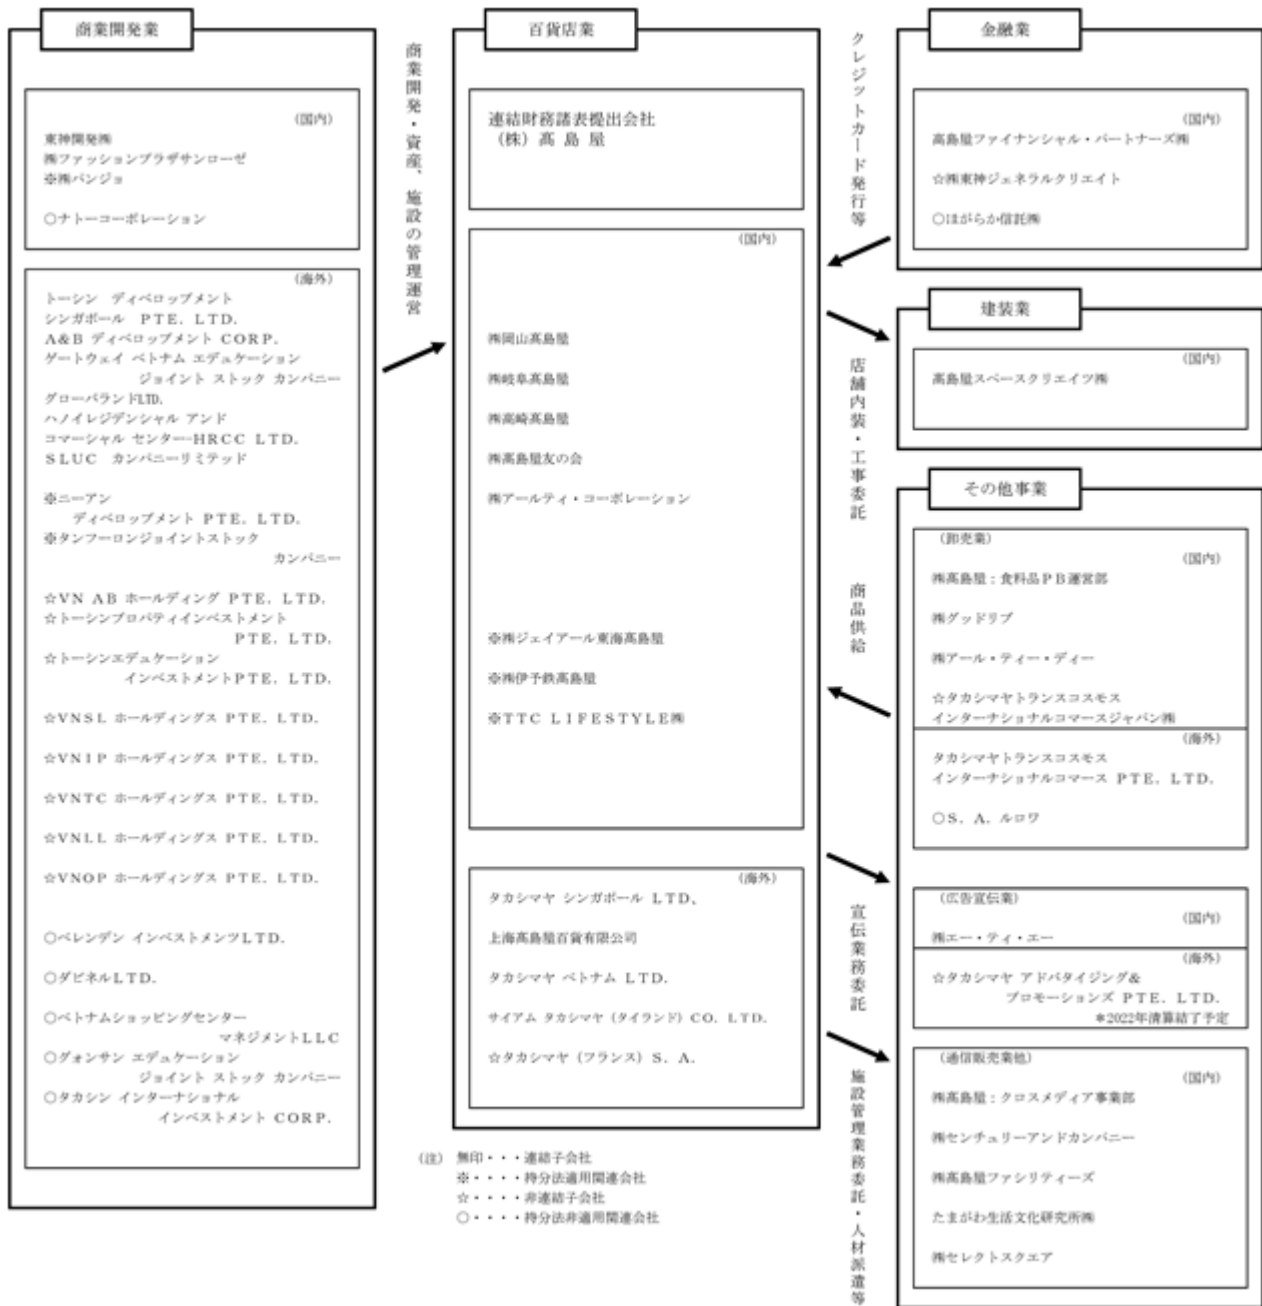 商業開発業
(国内)
東神開発㈱
㈱ファッションプラザサンローゼ
※㈱パンジョ
○ナトーコーポレーション
(海外)
トーシン ディベロップメント
シンガポール PTE. LTD.
A&B ディベロップメント CORP.
ゲートウェイ ベトナム エデュケーション
ジョイント ストック カンパニー
グローバランドLTD.
ハノイレジデンシャル アンド
コマーシャル センター-HRCC LTD.
SLUC カンパニーリミテッド
※ニーアン
ディベロップメント PTE. LTD.
※タンフーロンジョイントストック
カンパニー
☆VN AB ホールディング PTE. LTD.
☆トーシンプロパティインベストメント
PTE. LTD.
☆トーシンエデュケーション
インベストメントPTE. LTD.
☆VNSL ホールディングス PTE. LTD.
☆VNIP ホールディングス PTE. LTD.
☆VNTC ホールディングス PTE. LTD.
☆VNLL ホールディングス PTE. LTD.
☆VNOP ホールディングス PTE. LTD.
○ベレンデン インベストメンツLTD.
○ダビネルLTD.
○ベトナムショッピングセンター
マネジメントLLC
○グォンサン エデュケーション
ジョイント ストック カンパニー
○タカシン インターナショナル
インベストメント CORP.
商業開発・資産、施設の管理運営
百貨店業
連結財務諸表提出会社
(株)髙島屋
(国内)
㈱岡山髙島屋
㈱岐阜髙島屋
㈱高崎髙島屋
㈱髙島屋友の会
㈱アールティ・コーポレーション
※㈱ジェイアール東海髙島屋
※㈱伊予鉄髙島屋
※TTC LIFESTYLE㈱
(海外)
タカシマヤ シンガポール LTD.
上海高島屋百貨有限公司
タカシマヤ ベトナム LTD.
サイアム タカシマヤ(タイランド)CO. LTD.
☆タカシマヤ(フランス)S. A.
(注) 無印・・・連結子会社
※・・・・持分法適用関連会社
☆・・・・非連結子会社
○・・・・持分法非適用関連会社
クレジットカード発行等
店舗内装・工事委託
商品供給
宣伝業務委託
施設管理業務委託・人材派遣等
金融業
(国内)
髙島屋ファイナンシャル・パートナーズ㈱
☆㈱東神ジェネラルクリエイト
○ほがらか信託㈱
建装業
(国内)
髙島屋スペースクリエイツ㈱
その他事業
(卸売業)
(国内)
㈱髙島屋:食料品PB運営部
㈱グッドリブ
㈱アール・ティー・ディー
☆タカシマヤトランスコスモス
インターナショナルコマースジャパン㈱
(海外)
タカシマヤトランスコスモス
インターナショナルコマース PTE. LTD.
○S. A. ルロワ
(広告宣伝業)
(国内)
㈱エー・ティ・エー
(海外)
☆タカシマヤ アドバタイジング&
プロモーションズ PTE. LTD.
*2022年清算結了予定
(通信販売業他)
(国内)
㈱髙島屋:クロスメディア事業部
㈱センチュリーアンドカンパニー
㈱髙島屋ファシリティーズ
たまがわ生活文化研究所㈱
㈱セレクトスクエア